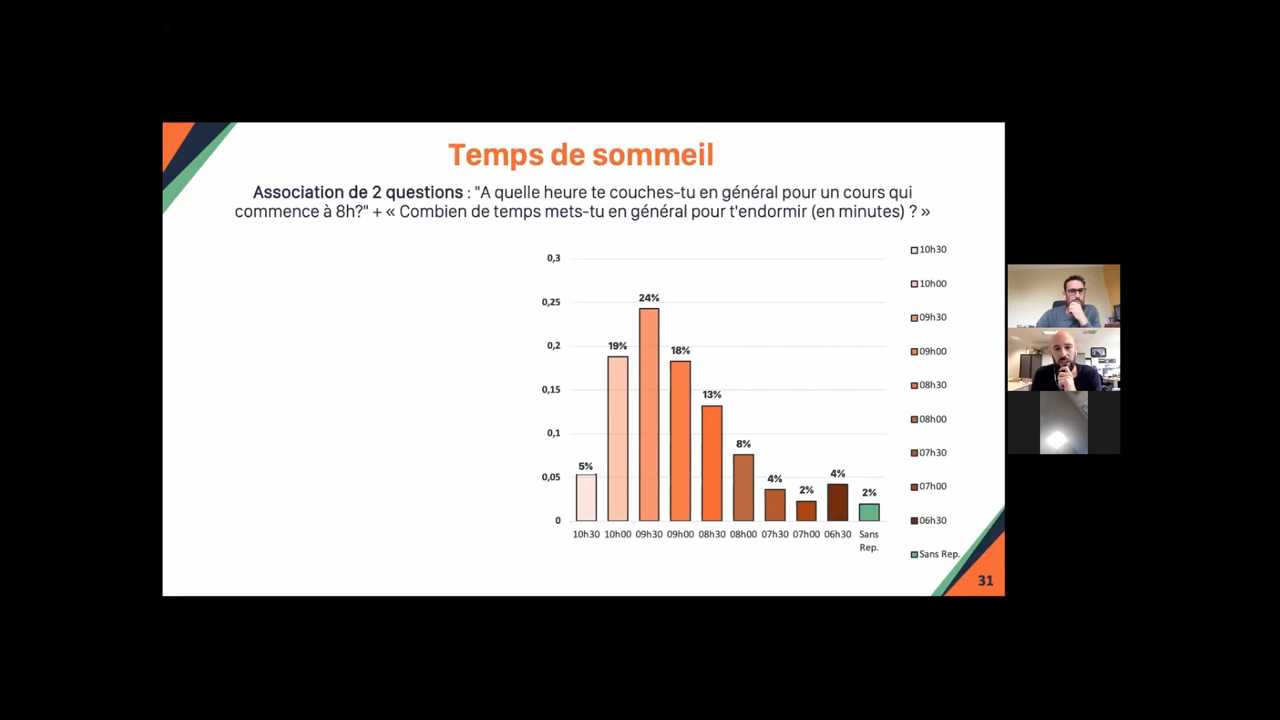 Temps de sommeil
Association de 2 questions : "A quelle heure te couches-tu en général pour un cours qui
commence à 8h?" + « Combien de temps mets-tu en général pour t'endormir (en minutes) ? »
0,3
0,25
0,2
0,15
0,1
0,05
0
5%
19%
24%
18%
13%
8%
4%
2%
4%
2%
10h30 10h00 09h30 09h00 08h30 08h00 07h30 07h00 06h30 Sans
Rep.
10h30
10h00
09h30
09h00
08h30
08h00
07h30
07h00
06h30
Sans Rep.
31